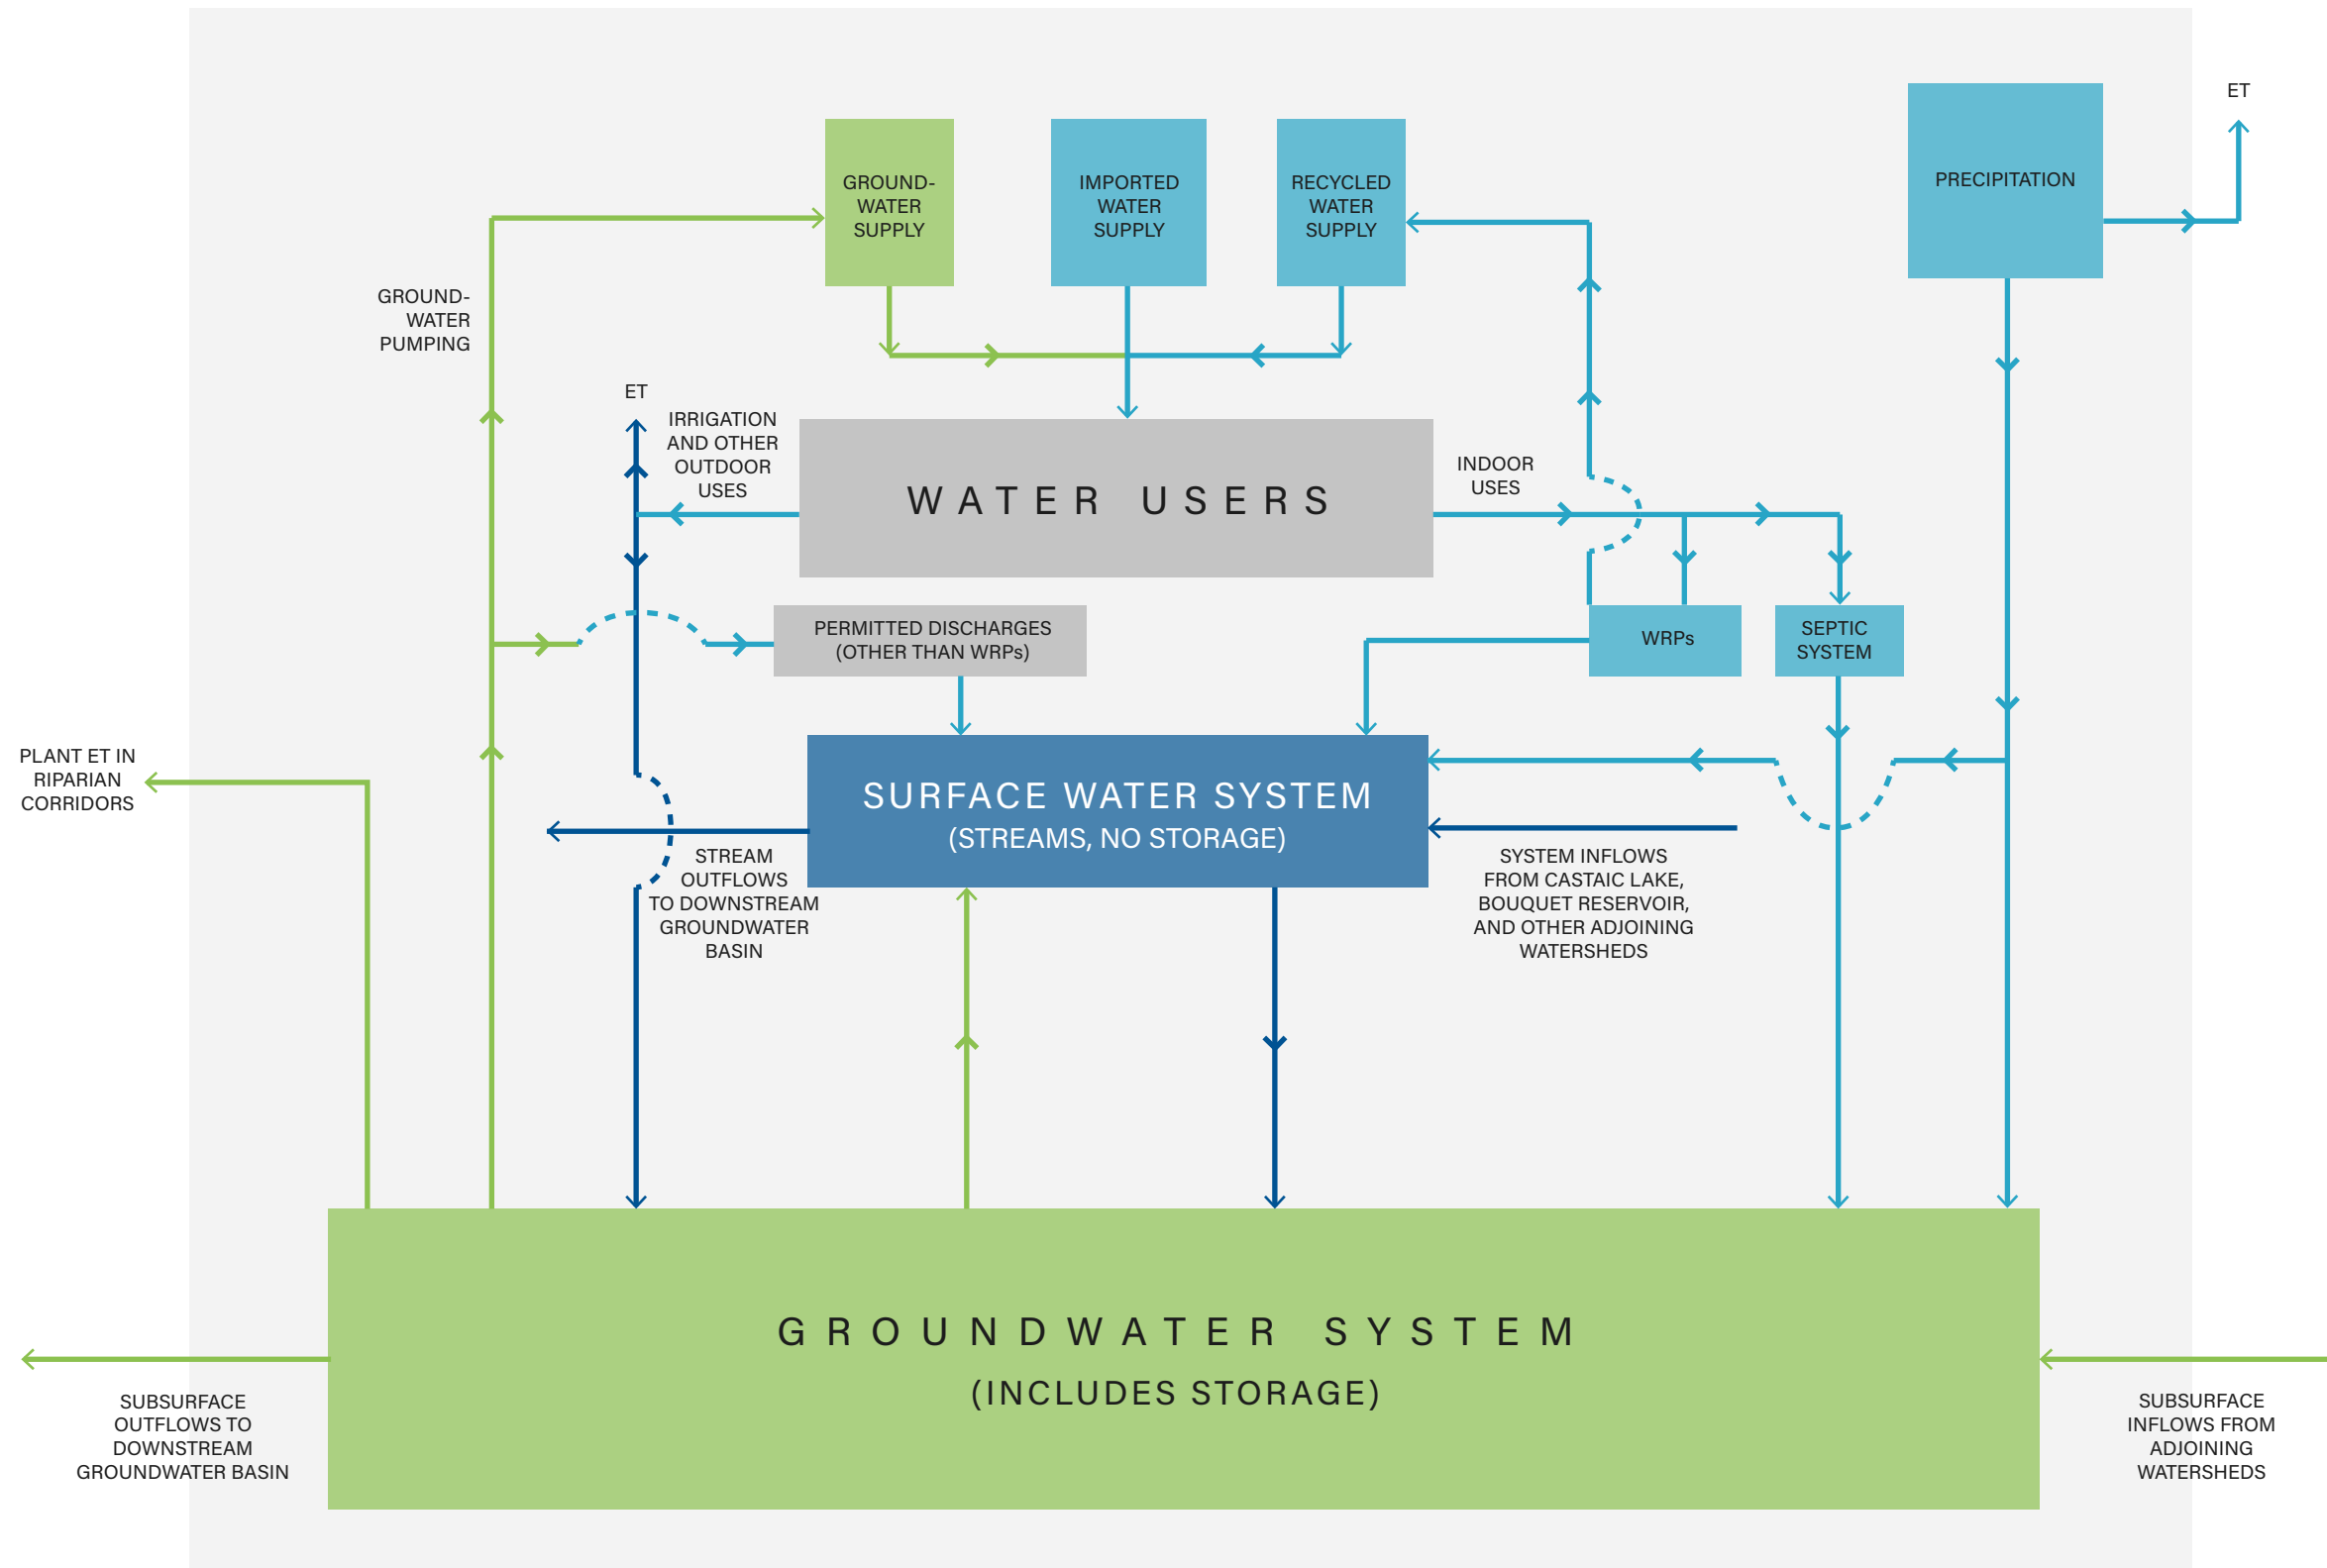 ET
PRECIPITATION
GROUND-
WATER
SUPPLY
IMPORTED
WATER
SUPPLY
RECYCLED
WATER
SUPPLY
GROUND-
WATER
PUMPING
ET
IRRIGATION
AND OTHER
OUTDOOR
USES
WATER USERS
INDOOR
USES
PERMITTED DISCHARGES
(OTHER THAN WRPs)
WRPs
SEPTIC
SYSTEM
PLANT ET IN
RIPARIAN
CORRIDORS
SURFACE WATER SYSTEM
(STREAMS, NO STORAGE)
STREAM
OUTFLOWS
TO DOWNSTREAM
GROUNDWATER
BASIN
SYSTEM INFLOWS
FROM CASTAIC LAKE,
BOUQUET RESERVOIR,
AND OTHER ADJOINING
WATERSHEDS
GROUNDWATER SYSTEM
(INCLUDES STORAGE)
SUBSURFACE
OUTFLOWS TO
DOWNSTREAM
GROUNDWATER BASIN
SUBSURFACE
INFLOWS FROM
ADJOINING
WATERSHEDS